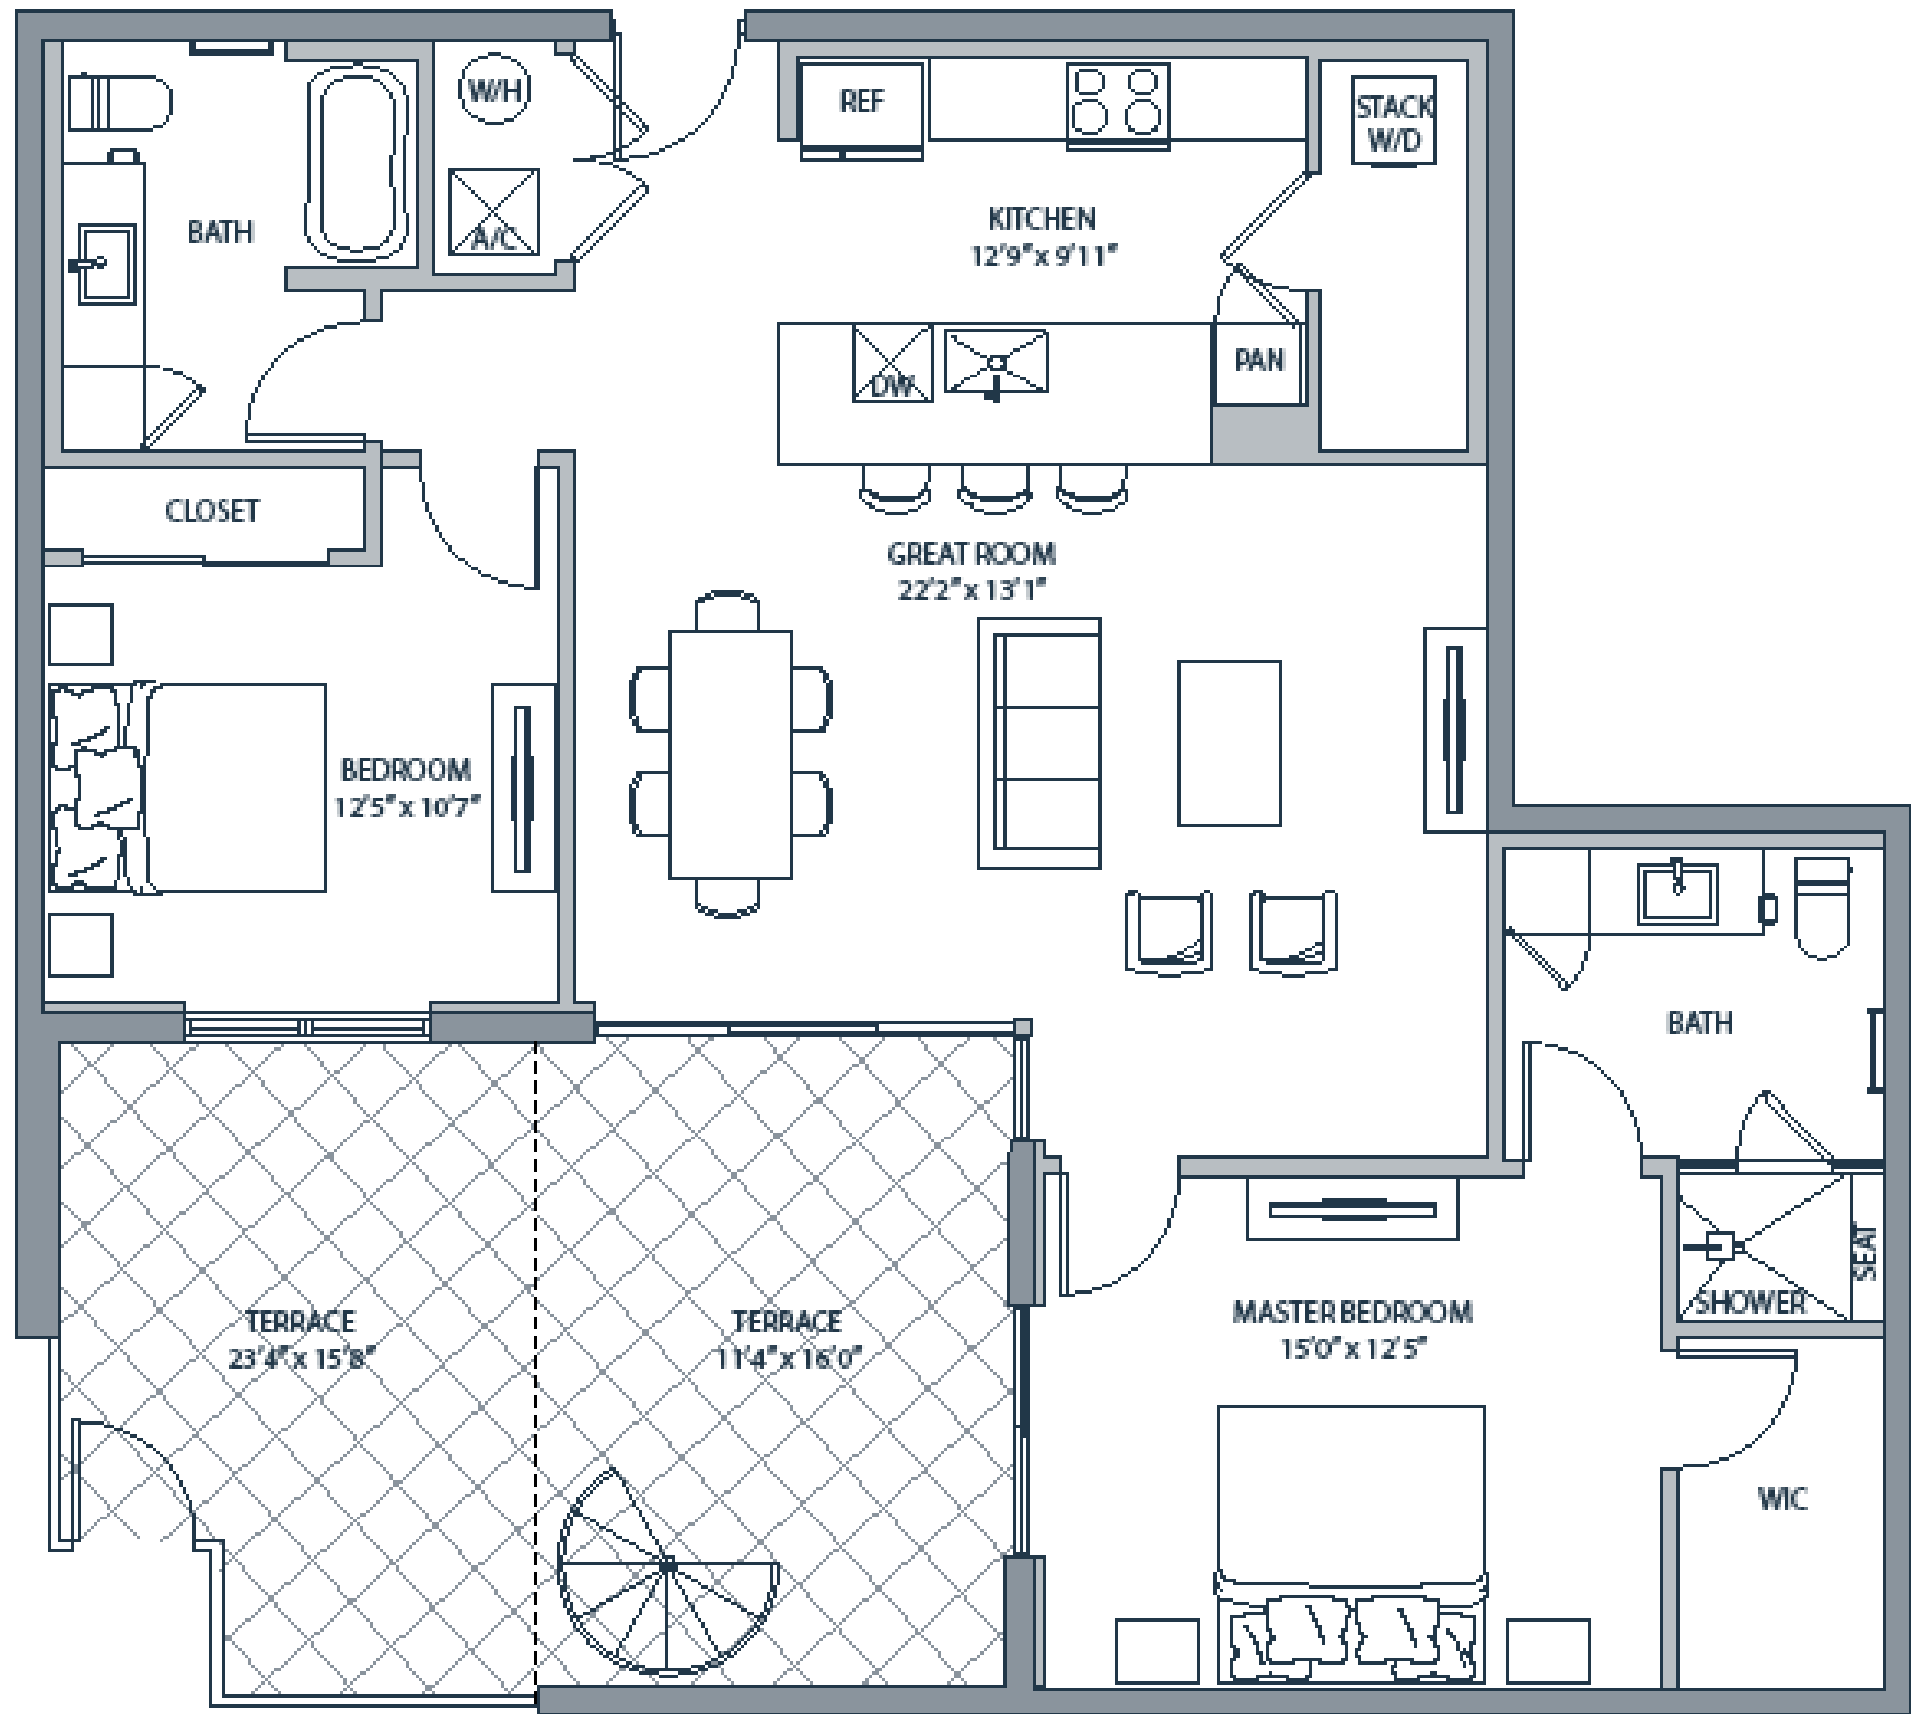 W/H
REF
STACK
W/D
BATH
A/C
KITCHEN
12'9" x 9'11"
DW
PAN
CLOSET
GREAT ROOM
22'2" x 13'1"
BEDROOM
12'5" x 10'7"
BATH
TERRACE
23'4" x 15'8"
TERRACE
11'4" x 16'0"
MASTER BEDROOM
15'0" x 12'5"
SHOWER
SEAT
WIC